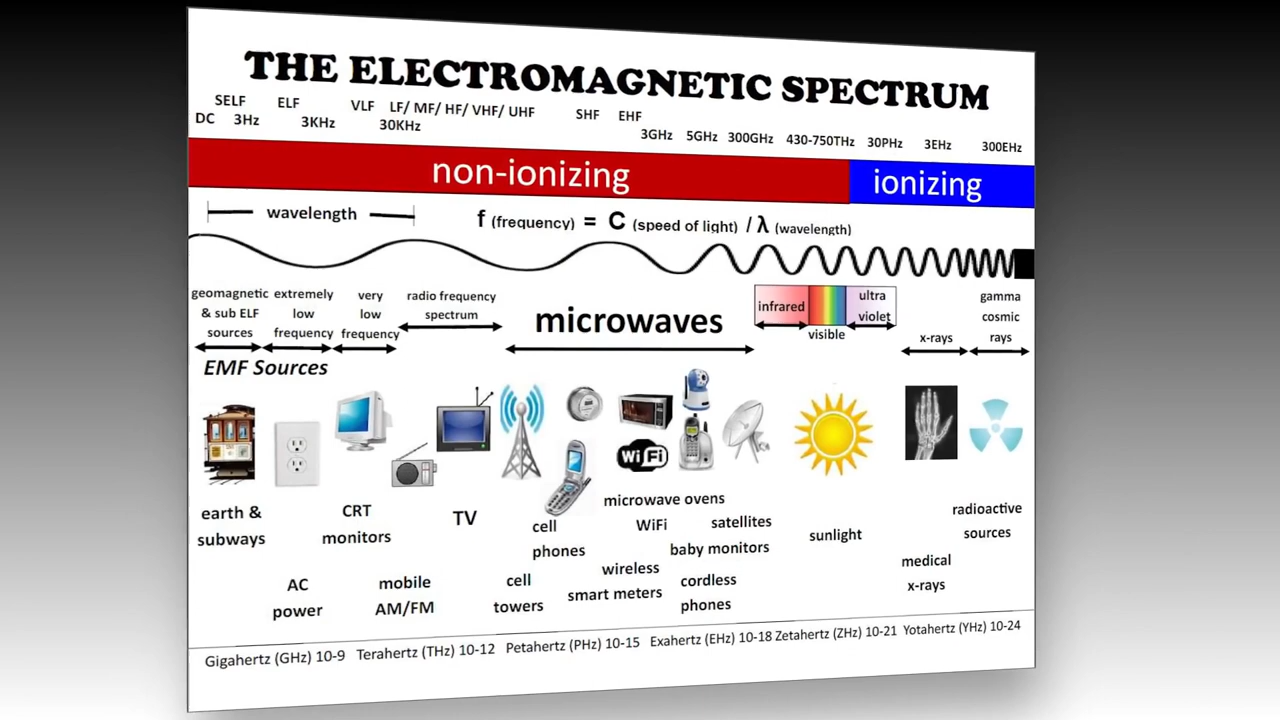 THE ELECTROMAGNETIC SPECTRUM
SELF ELF VLF LF/ MF/ HF/ VHF/ UHF SHF EHF
DC 3Hz 3KHz 30KHz 3GHz 5GHz 300GHz 430-750THz 30PHz 3EHz 300EHz
non-ionizing ionizing
wavelength f (frequency) = C (speed of light) / λ (wavelength)
geomagnetic
& sub ELF
sources
extremely
low
frequency
very
low
frequency
radio frequency
spectrum
microwaves
infrared
visible
ultra
violet
x-rays
gamma
cosmic
rays
EMF Sources
WiFi
earth &
subways
AC
power
CRT
monitors
mobile
AM/FM
TV
cell
phones
cell
towers
microwave ovens
WiFi
wireless
smart meters
satellites
baby monitors
cordless
phones
sunlight
medical
x-rays
radioactive
sources
Gigahertz (GHz) 10-9 Terahertz (THz) 10-12 Petahertz (PHz) 10-15 Exahertz (EHz) 10-18 Zetahertz (ZHz) 10-21 Yotahertz (YHz) 10-24